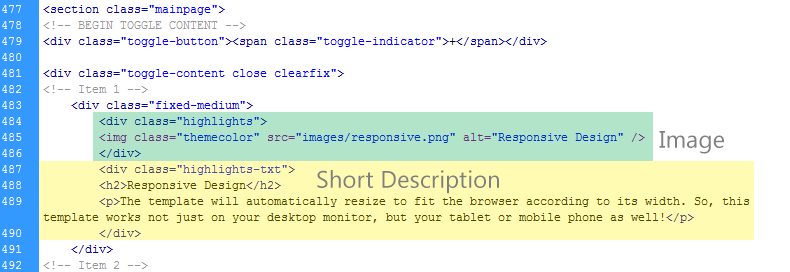 477 <section class="mainpage">
478 <!-- BEGIN TOGGLE CONTENT -->
479 <div class="toggle-button"><span class="toggle-indicator">+</span></div>
480
481 <div class="toggle-content close clearfix">
482 <!-- Item 1 -->
483 <div class="fixed-medium">
484 <div class="highlights">
485 <img class="themecolor" src="images/responsive.png" alt="Responsive Design" /> Image
486 </div>
487 <div class="highlights-txt">
488 <h2>Responsive Design</h2> Short Description
489 <p>The template will automatically resize to fit the browser according to its width. So, this
template works not just on your desktop monitor, but your tablet or mobile phone as well!</p>
490 </div>
491 </div>
492 <!-- Item 2 -->